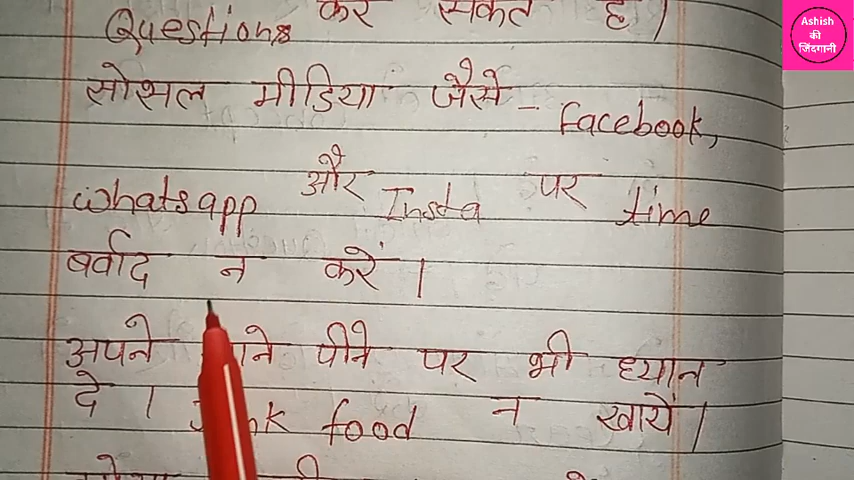 Ashish
की
जिंदगानी
Questions कर सकते है।
सोशल मीडिया जैसे - facebook,
whatsapp और Insta पर time
बर्वाद न करें।
अपने पीने पर भी ध्यान
दे। food न खायें।